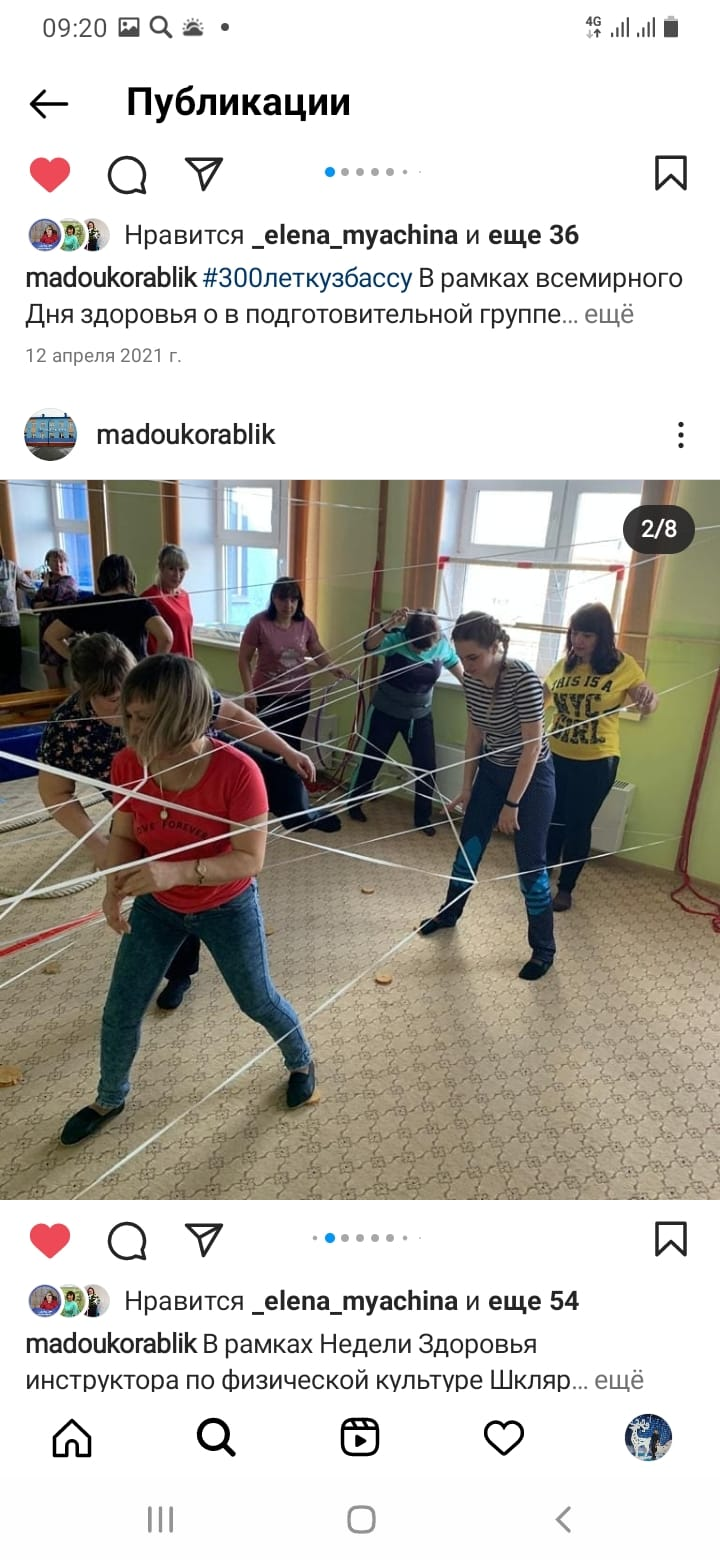 09:20
4G
Публикации
Нравится _elena_myachina и еще 36
madoukorablik #300леткузбассу В рамках всемирного
Дня здоровья о в подготовительной группе... ещё
12 апреля 2021 г.
madoukorablik
2/8
THIS IS A
NYC
GIRL
LOVE FOREVER
Нравится _elena_myachina и еще 54
madoukorablik В рамках Недели Здоровья
инструктора по физической культуре Шкляр... ещё